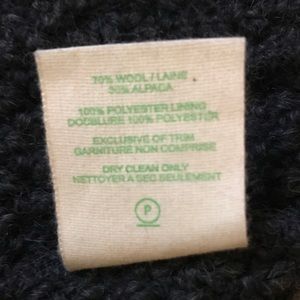 70% WOOL / LAINE
30% ALPACA
100% POLYESTER LINING
DOUBLURE 100% POLYESTER
EXCLUSIVE OF TRIM
GARNITURE NON COMPRISE
DRY CLEAN ONLY
NETTOYER A SEC SEULEMENT
P